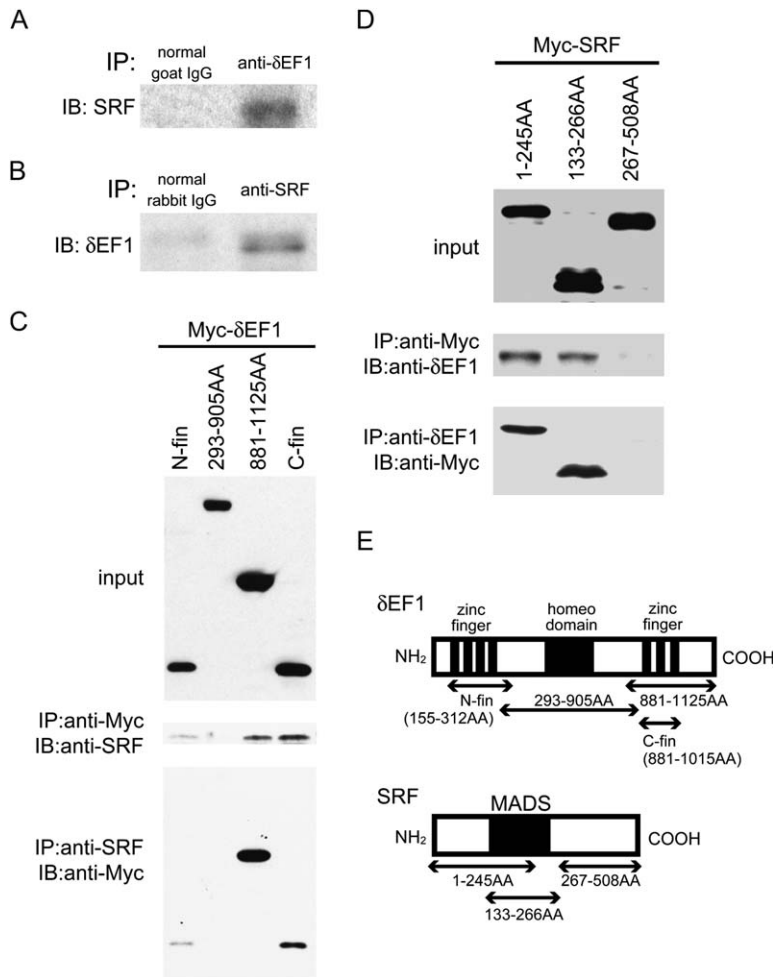 A
IP:
normal
goat IgG
anti-δEF1
IB: SRF
B
IP:
normal
rabbit IgG
anti-SRF
IB: δEF1
C
Myc-δEF1
N-fin
293-905AA
881-1125AA
C-fin
input
IP:anti-Myc
IB:anti-SRF
IP:anti-SRF
IB:anti-Myc
D
Myc-SRF
1-245AA
133-266AA
267-508AA
input
IP:anti-Myc
IB:anti-δEF1
IP:anti-δEF1
IB:anti-Myc
E
δEF1
zinc
finger
homeo
domain
zinc
finger
NH₂
COOH
N-fin
(155-312AA)
293-905AA
881-1125AA
C-fin
(881-1015AA)
SRF
MADS
NH₂
COOH
1-245AA
267-508AA
133-266AA